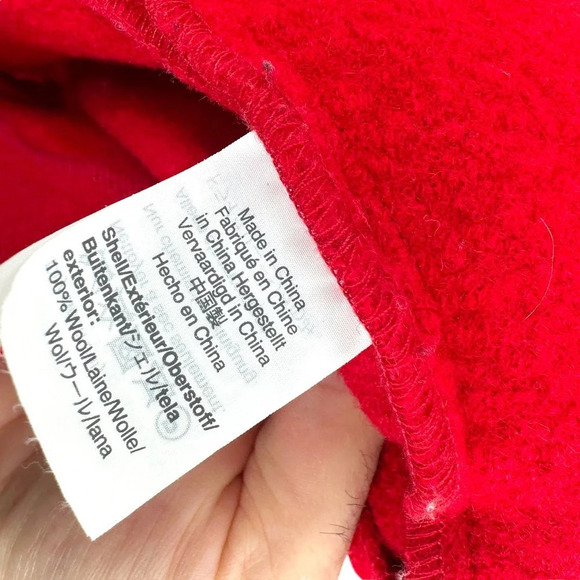 Made in China
Fabriqué en Chine
in China Hergestellt
Vervaardigd in China
中国製
Hecho en China
Shell/Extérieur/Oberstoff/
Buitenkant/シェル/tela
exterior:
100% Wool/Laine/Wolle/
Wol/ウール/lana